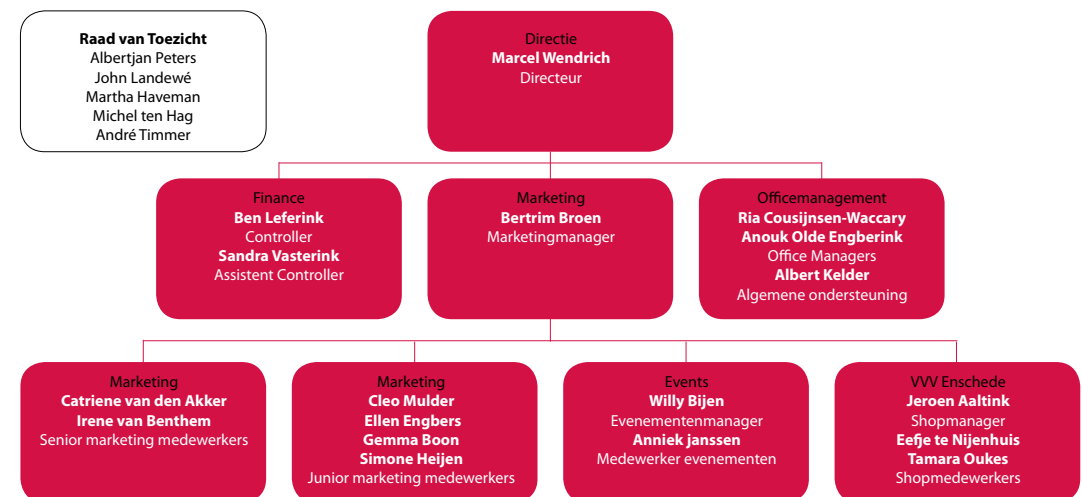 Raad van Toezicht
Albertjan Peters
John Landewé
Martha Haveman
Michel ten Hag
André Timmer
Directie
Marcel Wendrich
Directeur
Finance
Ben Leferink
Controller
Sandra Vasterink
Assistent Controller
Marketing
Bertrim Broen
Marketingmanager
Officemanagement
Ria Cousijnsen-Waccary
Anouk Olde Engberink
Office Managers
Albert Kelder
Algemene ondersteuning
Marketing
Catriene van den Akker
Irene van Benthem
Senior marketing medewerkers
Marketing
Cleo Mulder
Ellen Engbers
Gemma Boon
Simone Heijen
Junior marketing medewerkers
Events
Willy Bijen
Evenementenmanager
Anniek janssen
Medewerker evenementen
VVV Enschede
Jeroen Aaltink
Shopmanager
Eefje te Nijenhuis
Tamara Oukes
Shopmedewerkers